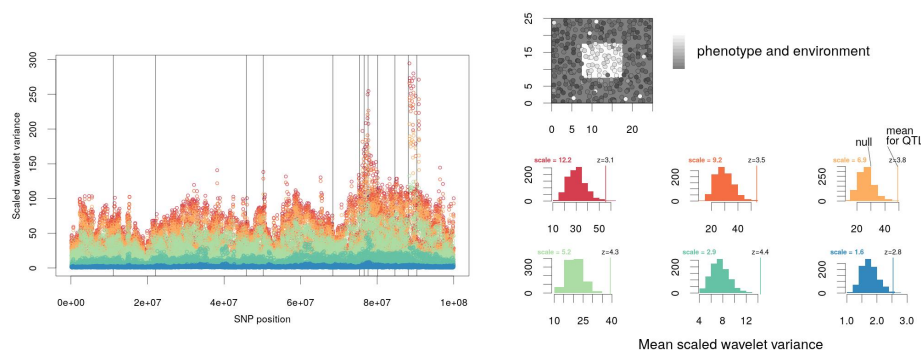 Scaled wavelet variance
300
250
200
150
100
50
0
0e+00 2e+07 4e+07 6e+07 8e+07 1e+08
SNP position
25
20
15
10
5
0
0 5 10 20
phenotype and environment
null
mean
for QTL
scale = 12.2 z=3.1
0 200
10 30 50
scale = 9.2 z=3.5
0 200
20 40
scale = 6.9 z=3.8
0 200
20 40
scale = 5.2 z=4.3
0 300
10 25 40
scale = 2.9 z=4.4
0 200
4 8 12
scale = 1.6 z=2.8
0 200
1.0 2.0 3.0
Mean scaled wavelet variance